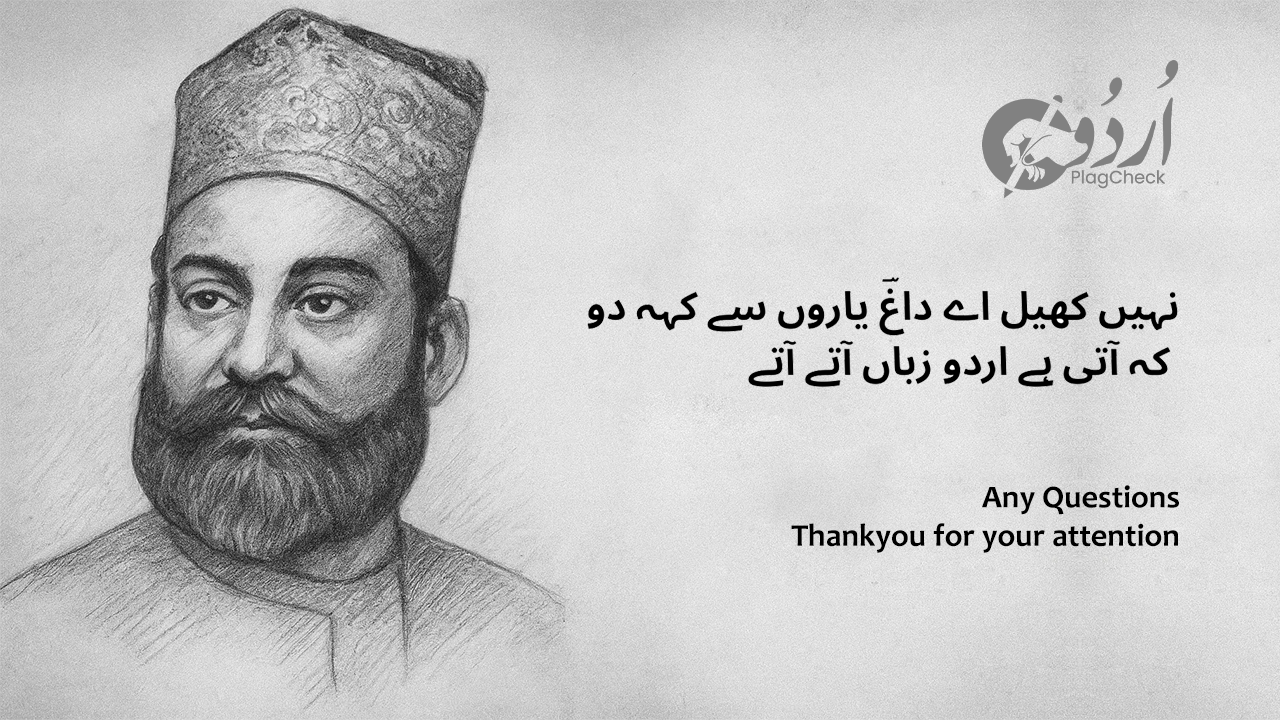 اُردُو
PlagCheck
نہیں کھیل اے داغؔ یاروں سے کہہ دو
کہ آتی ہے اردو زباں آتے آتے
Any Questions
Thankyou for your attention